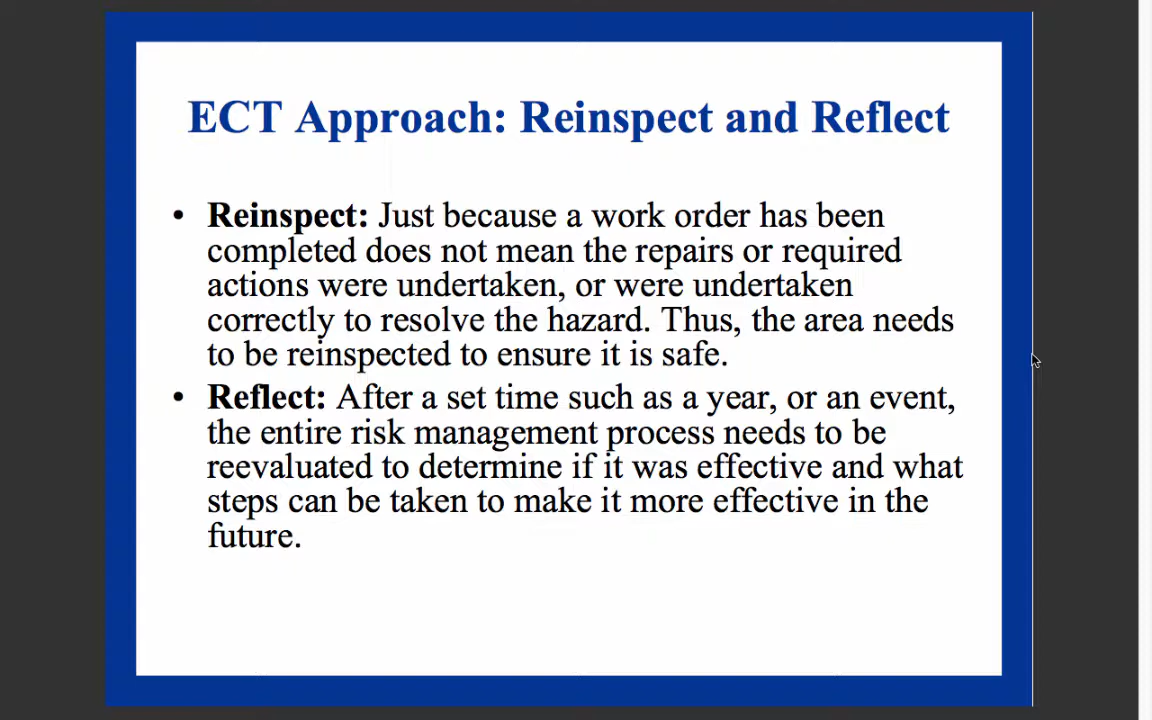 ECT Approach: Reinspect and Reflect
• Reinspect: Just because a work order has been
completed does not mean the repairs or required
actions were undertaken, or were undertaken
correctly to resolve the hazard. Thus, the area needs
to be reinspected to ensure it is safe.
• Reflect: After a set time such as a year, or an event,
the entire risk management process needs to be
reevaluated to determine if it was effective and what
steps can be taken to make it more effective in the
future.